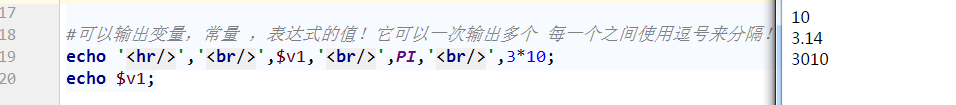 17
18 #可以输出变量，常量 ，表达式的值！它可以一次输出多个 每一个之间使用逗号来分隔！
19 echo '<hr/>','<br/>',$v1,'<br/>',PI,'<br/>',3*10;
20 echo $v1;
10
3.14
3010